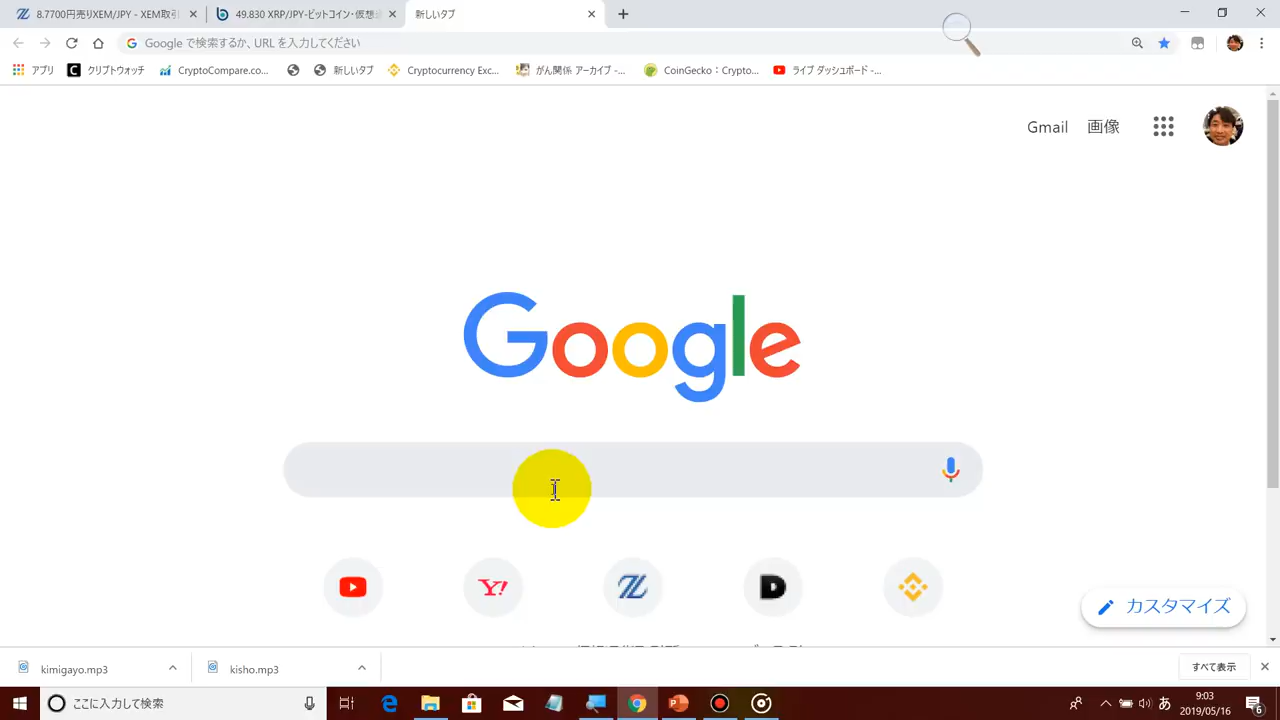 8.7700円売りXEM/JPY - XEM取引
49.830 XRP/JPY-ビットコイン・仮想
新しいタブ
Google で検索するか、URL を入力してください
アプリ
クリプトウォッチ
CryptoCompare.co...
新しいタブ
Cryptocurrency Exc...
がん関係 アーカイブ -...
CoinGecko：Crypto...
ライブ ダッシュボード -...
Gmail
画像
Google
Y!
カスタマイズ
kimigayo.mp3
kisho.mp3
すべて表示
ここに入力して検索
あ
9:03
2019/05/16
6